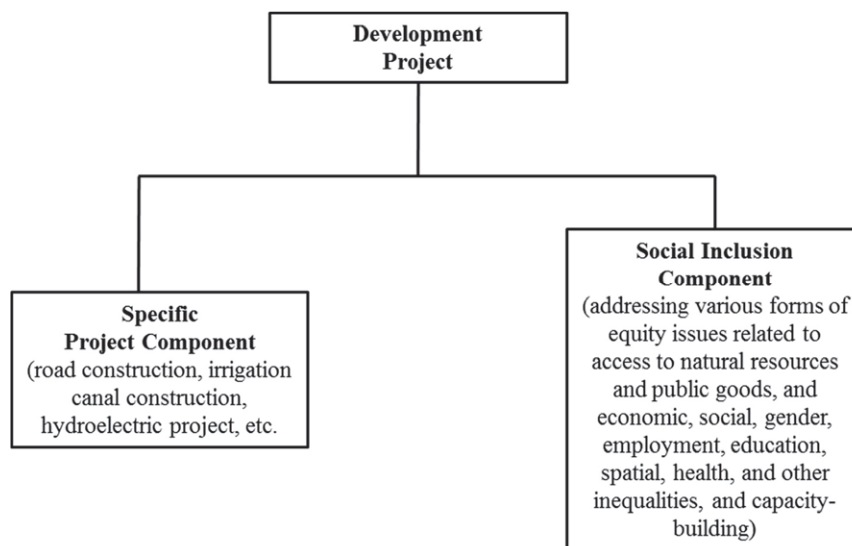 Development
Project
Specific
Project Component
(road construction, irrigation
canal construction,
hydroelectric project, etc.
Social Inclusion
Component
(addressing various forms of
equity issues related to
access to natural resources
and public goods, and
economic, social, gender,
employment, education,
spatial, health, and other
inequalities, and capacity-
building)